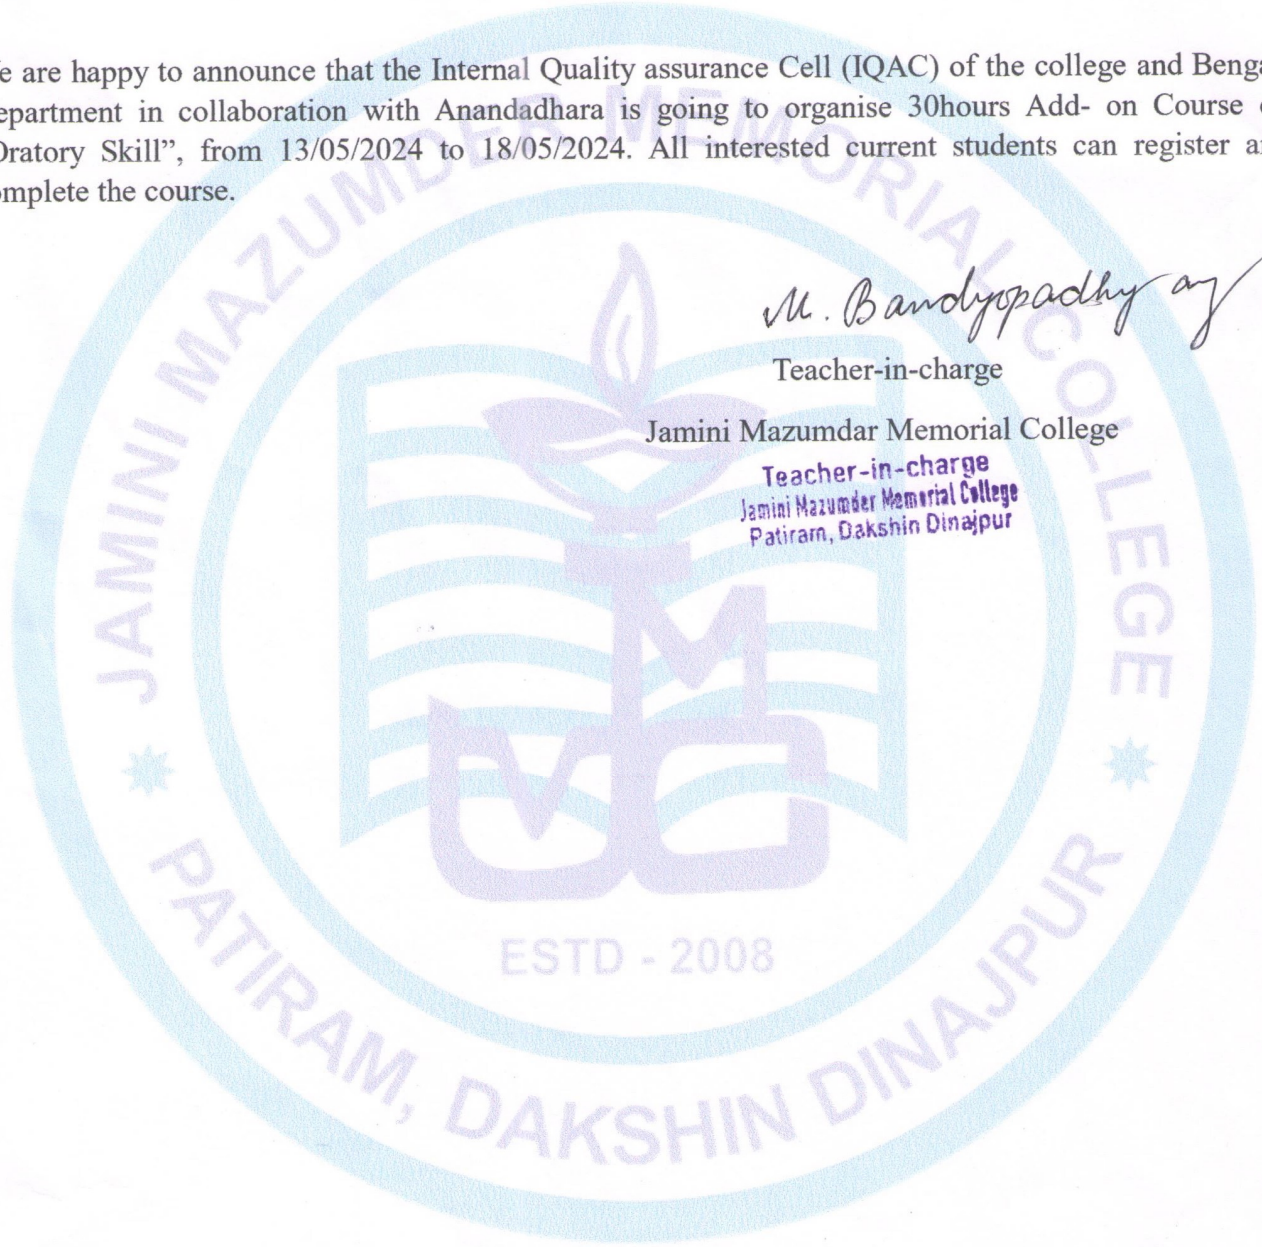 e are happy to announce that the Internal Quality assurance Cell (IQAC) of the college and Benga
epartment in collaboration with Anandadhara is going to organise 30hours Add- on Course
Oratory Skill”, from 13/05/2024 to 18/05/2024. All interested current students can register a
omplete the course.
M. Bandyopadhyay
Teacher-in-charge
Jamini Mazumdar Memorial College
Teacher-in-charge
Jamini Mazumder Memorial College
Patiram, Dakshin Dinajpur
JAMINI MAZUMDER MEMORIAL COLLEGE
JMMC
ESTD - 2008
PATIRAM, DAKSHIN DINAJPUR